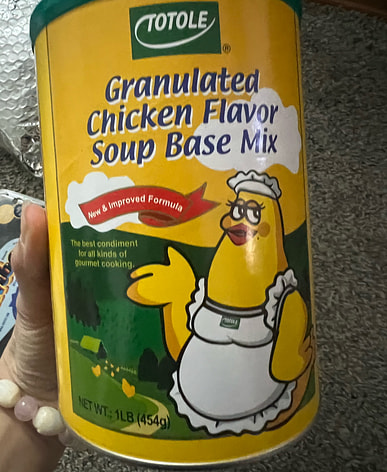 TOTOLE
®
Granulated
Chicken Flavor
Soup Base Mix
New & Improved Formula
The best condiment
for all kinds of
gourmet cooking.
TOTOLE
NET WT.: 1LB (454g)